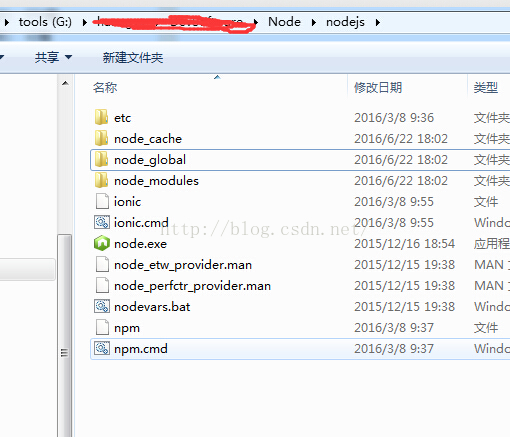 tools (G:) Node nodejs
共享 新建文件夹
名称 修改日期 类型
etc 2016/3/8 9:36 文件夹
node_cache 2016/6/22 18:02 文件夹
node_global 2016/6/22 18:02 文件夹
node_modules 2016/6/22 18:02 文件夹
ionic 2016/3/8 9:55 文件
ionic.cmd 2016/3/8 9:55 Windo
http://blog.csdn.net/
node.exe 2015/12/16 18:54 应用程
node_etw_provider.man 2015/12/15 19:38 MAN
node_perfctr_provider.man 2015/12/15 19:38 MAN
nodevars.bat 2015/12/15 19:38 Windo
npm 2016/3/8 9:37 文件
npm.cmd 2016/3/8 9:37 Windo